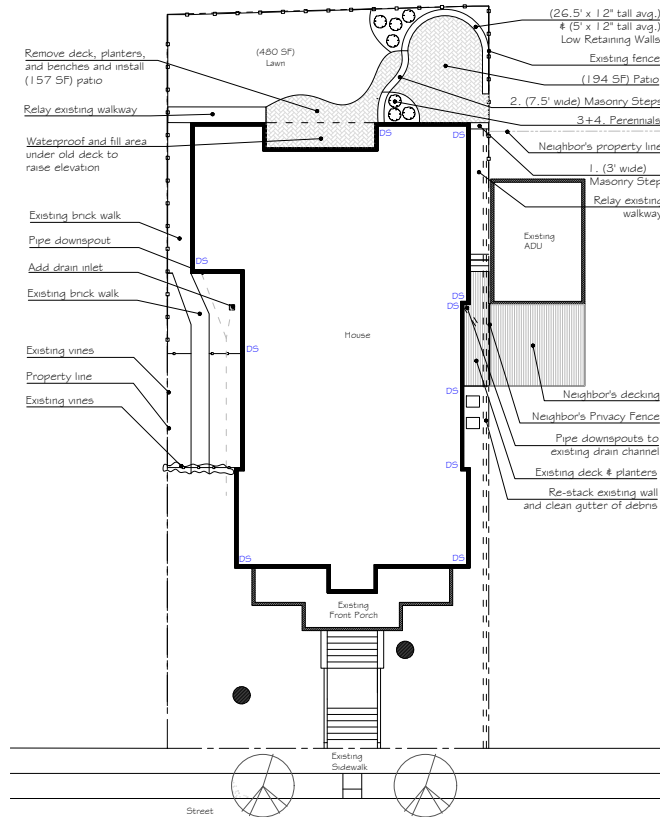 (26.5' x 12" tall avg.)
& (5' x 12" tall avg.)
Low Retaining Walls
Existing fence
(194 SF) Patio
2. (7.5' wide) Masonry Steps
3+4. Perennials
Neighbor's property line
1. (3' wide)
Masonry Step
Relay existing
walkway
Remove deck, planters,
and benches and install
(157 SF) patio
Relay existing walkway
Waterproof and fill area
under old deck to
raise elevation
(480 SF)
Lawn
DS
DS
Existing brick walk
Pipe downspout
Add drain inlet
Existing brick walk
Existing vines
Property line
Existing vines
DS
DS
DS
DS
House
DS
DS
DS
DS
DS
Existing
ADU
Neighbor's decking
Neighbor's Privacy Fence
Pipe downspouts to
existing drain channel
Existing deck & planters
Re-stack existing wall
and clean gutter of debris
Existing
Front Porch
Existing
Sidewalk
Street